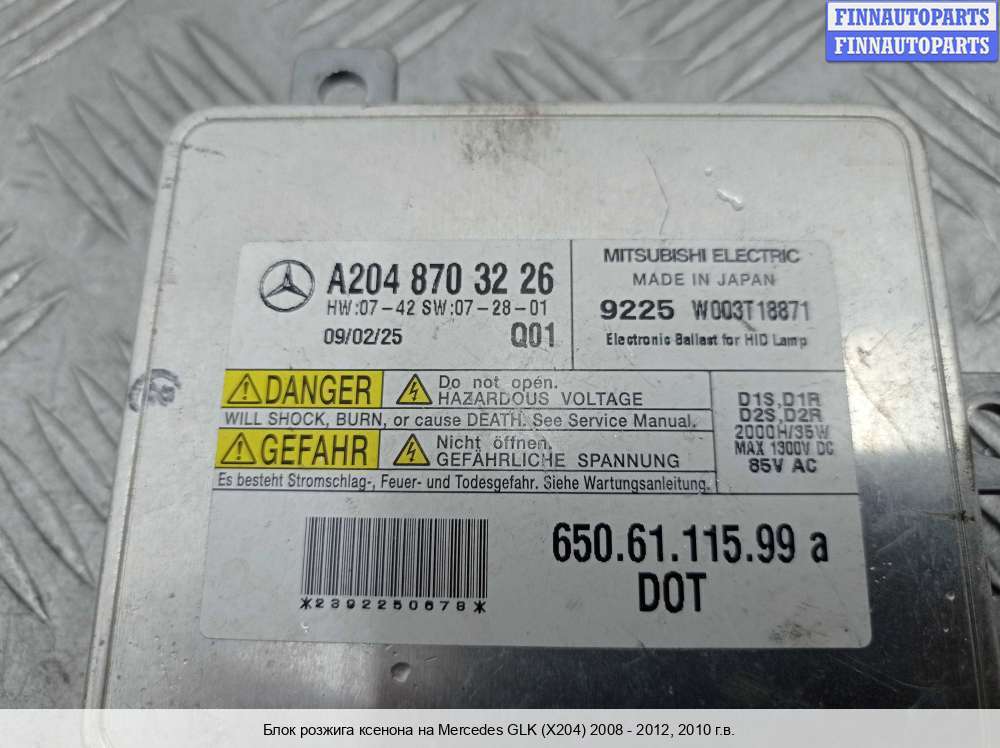 FINNAUTOPARTS
FINNAUTOPARTS
A204 870 32 26
HW:07-42 SW:07-28-01
09/02/25 Q01
MITSUBISHI ELECTRIC
MADE IN JAPAN
9225 W003T18871
Electronic Ballast for HID Lamp
DANGER
Do not open.
HAZARDOUS VOLTAGE
WILL SHOCK, BURN, or cause DEATH. See Service Manual.
GEFAHR
Nicht öffnen.
GEFÄHRLICHE SPANNUNG
Es besteht Stromschlag-, Feuer- und Todesgefahr. Siehe Wartungsanleitung.
D1S,D1R
D2S,D2R
2000H/35W
MAX 1300V DC
85V AC
*2392250678*
650.61.115.99 a
DOT
Блок розжига ксенона на Mercedes GLK (X204) 2008 - 2012, 2010 г.в.